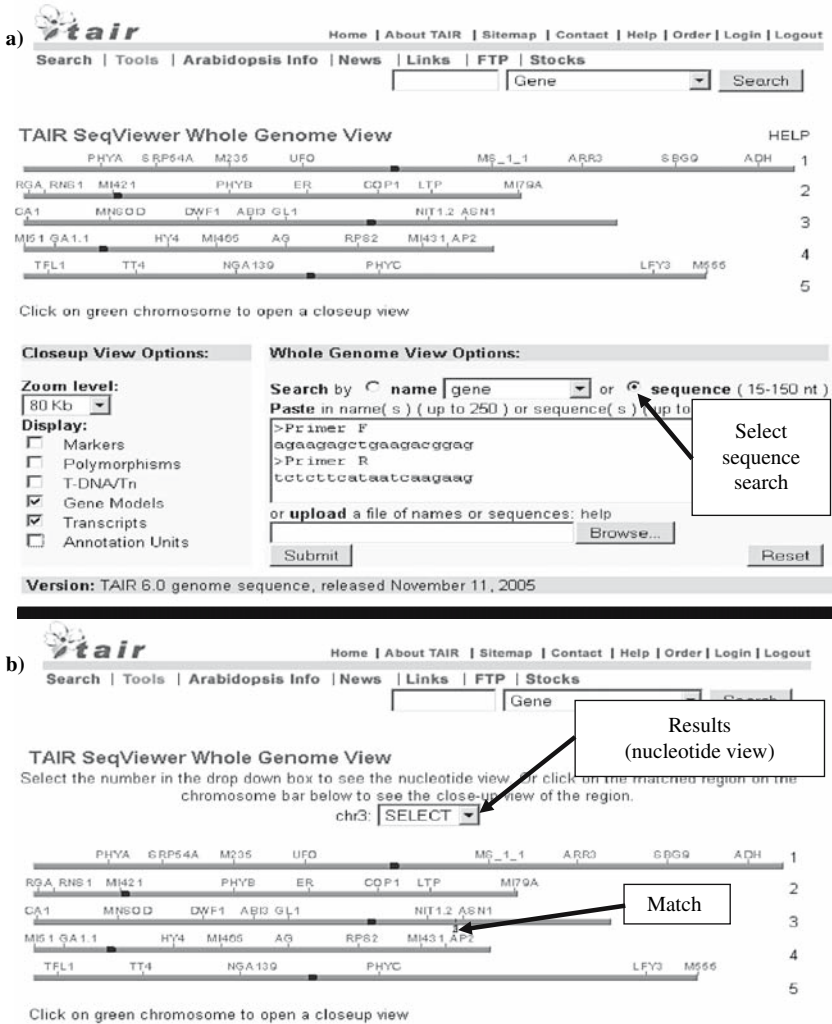 a)
tair
Home | About TAIR | Sitemap | Contact | Help | Order | Login | Logout
Search | Tools | Arabidopsis Info | News | Links | FTP | Stocks
Gene Search
TAIR SeqViewer Whole Genome View HELP
PHYA SRP54A M235 UFO MS_1_1 ARR3 SBG9 ADH 1
RGA RNS1 MI421 PHYB ER COP1 LTP MI79A 2
GA1 MNSOD DWF1 ABI3 GL1 NIT1.2 ASN1 3
MI51 GA1.1 HY4 MI465 AG RPS2 MI431 AP2 4
TFL1 TT4 NGA139 PHYC LFY3 M555 5
Click on green chromosome to open a closeup view
Closeup View Options: Whole Genome View Options:
Zoom level:
80 Kb
Display:
Markers
Polymorphisms
T-DNA/Tn
Gene Models
Transcripts
Annotation Units
Search by name gene or sequence ( 15-150 nt )
Paste in name( s ) ( up to 250 ) or sequence( s ) ( up to
>Primer F
agaagagctgaagacggag
>Primer R
tctcttcataatcaagaag
Select
sequence
search
or upload a file of names or sequences: help
Browse...
Submit Reset
Version: TAIR 6.0 genome sequence, released November 11, 2005
b)
tair
Home | About TAIR | Sitemap | Contact | Help | Order | Login | Logout
Search | Tools | Arabidopsis Info | News | Links | FTP | Stocks
Gene Search
Results
(nucleotide view)
TAIR SeqViewer Whole Genome View
Select the number in the drop down box to see the nucleotide view. Or click on the matched region on the
chromosome bar below to see the close-up view of the region.
chr3: SELECT
PHYA SRP54A M235 UFO MS_1_1 ARR3 SBG9 ADH 1
RGA RNS1 MI421 PHYB ER COP1 LTP MI79A 2
GA1 MNSOD DWF1 ABI3 GL1 NIT1.2 ASN1 3
Match
MI51 GA1.1 HY4 MI465 AG RPS2 MI431 AP2 4
TFL1 TT4 NGA139 PHYC LFY3 M555 5
Click on green chromosome to open a closeup view